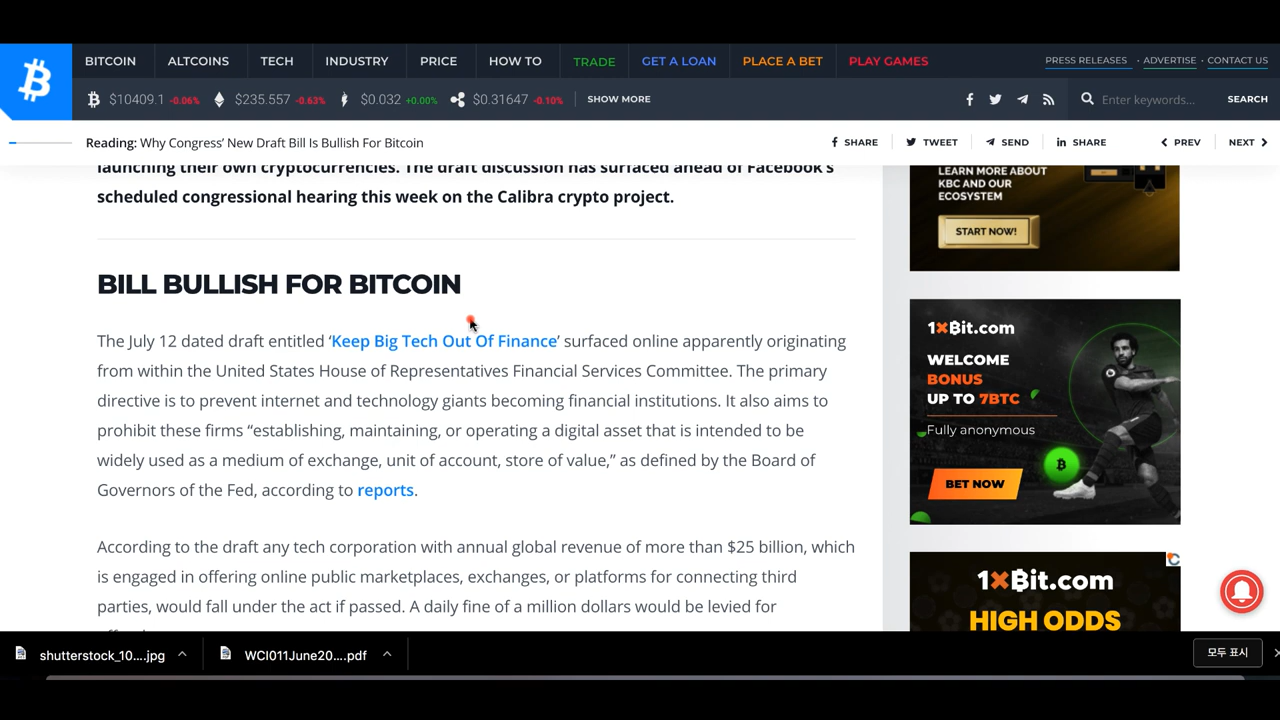 BITCOIN ALTCOINS TECH INDUSTRY PRICE HOW TO TRADE GET A LOAN PLACE A BET PLAY GAMES PRESS RELEASES · ADVERTISE · CONTACT US
$10409.1 -0.06% $235.557 -0.63% $0.032 +0.00% $0.31647 -0.10% SHOW MORE Enter keywords... SEARCH
Reading: Why Congress' New Draft Bill Is Bullish For Bitcoin SHARE TWEET SEND SHARE PREV NEXT
launching their own cryptocurrencies. The draft discussion has surfaced ahead of Facebook's
scheduled congressional hearing this week on the Calibra crypto project.
BILL BULLISH FOR BITCOIN
The July 12 dated draft entitled ‘Keep Big Tech Out Of Finance’ surfaced online apparently originating
from within the United States House of Representatives Financial Services Committee. The primary
directive is to prevent internet and technology giants becoming financial institutions. It also aims to
prohibit these firms “establishing, maintaining, or operating a digital asset that is intended to be
widely used as a medium of exchange, unit of account, store of value,” as defined by the Board of
Governors of the Fed, according to reports.
According to the draft any tech corporation with annual global revenue of more than $25 billion, which
is engaged in offering online public marketplaces, exchanges, or platforms for connecting third
parties, would fall under the act if passed. A daily fine of a million dollars would be levied for
LEARN MORE ABOUT
KBC AND OUR
ECOSYSTEM
START NOW!
1XBit.com
WELCOME
BONUS
UP TO 7BTC
Fully anonymous
BET NOW
1XBit.com
HIGH ODDS
shutterstock_10....jpg WCI011June20....pdf 모두 표시